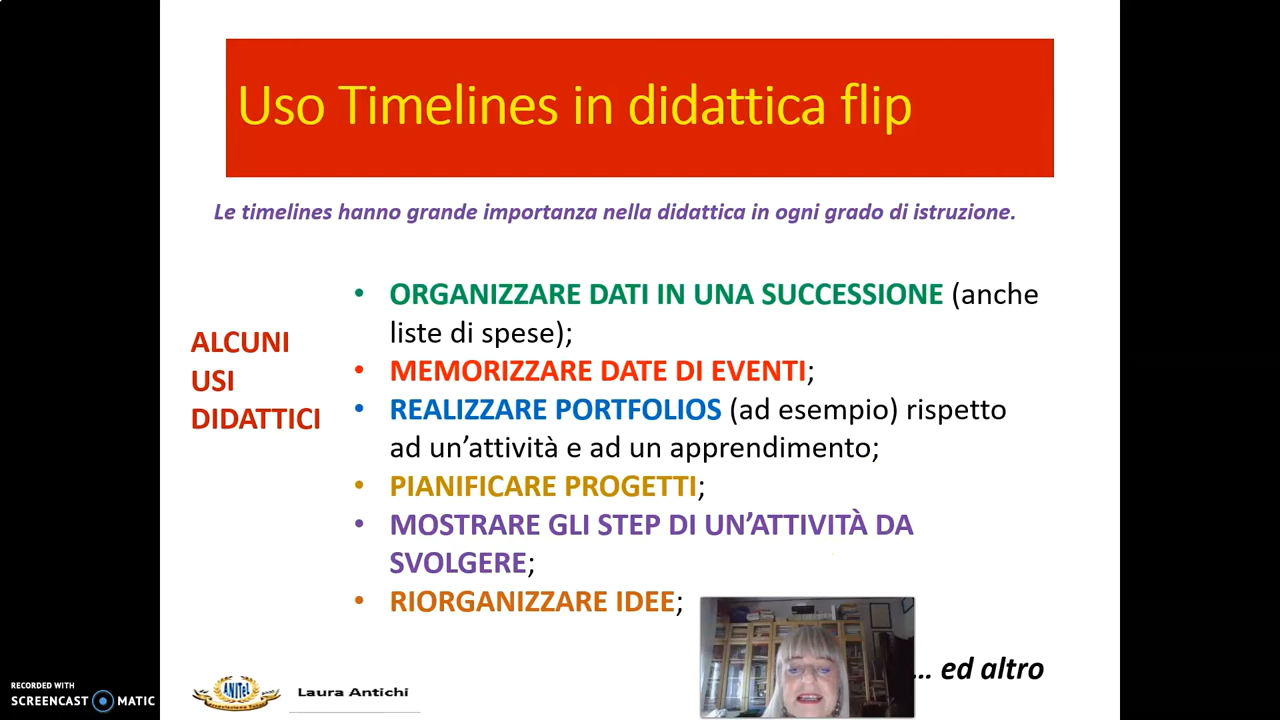 Uso Timelines in didattica flip
Le timelines hanno grande importanza nella didattica in ogni grado di istruzione.
ALCUNI
USI
DIDATTICI
• ORGANIZZARE DATI IN UNA SUCCESSIONE (anche
liste di spese);
• MEMORIZZARE DATE DI EVENTI;
• REALIZZARE PORTFOLIOS (ad esempio) rispetto
ad un’attività e ad un apprendimento;
• PIANIFICARE PROGETTI;
• MOSTRARE GLI STEP DI UN’ATTIVITÀ DA
SVOLGERE;
• RIORGANIZZARE IDEE;
… ed altro
ANITeL
Laura Antichi
RECORDED WITH
SCREENCAST MATIC